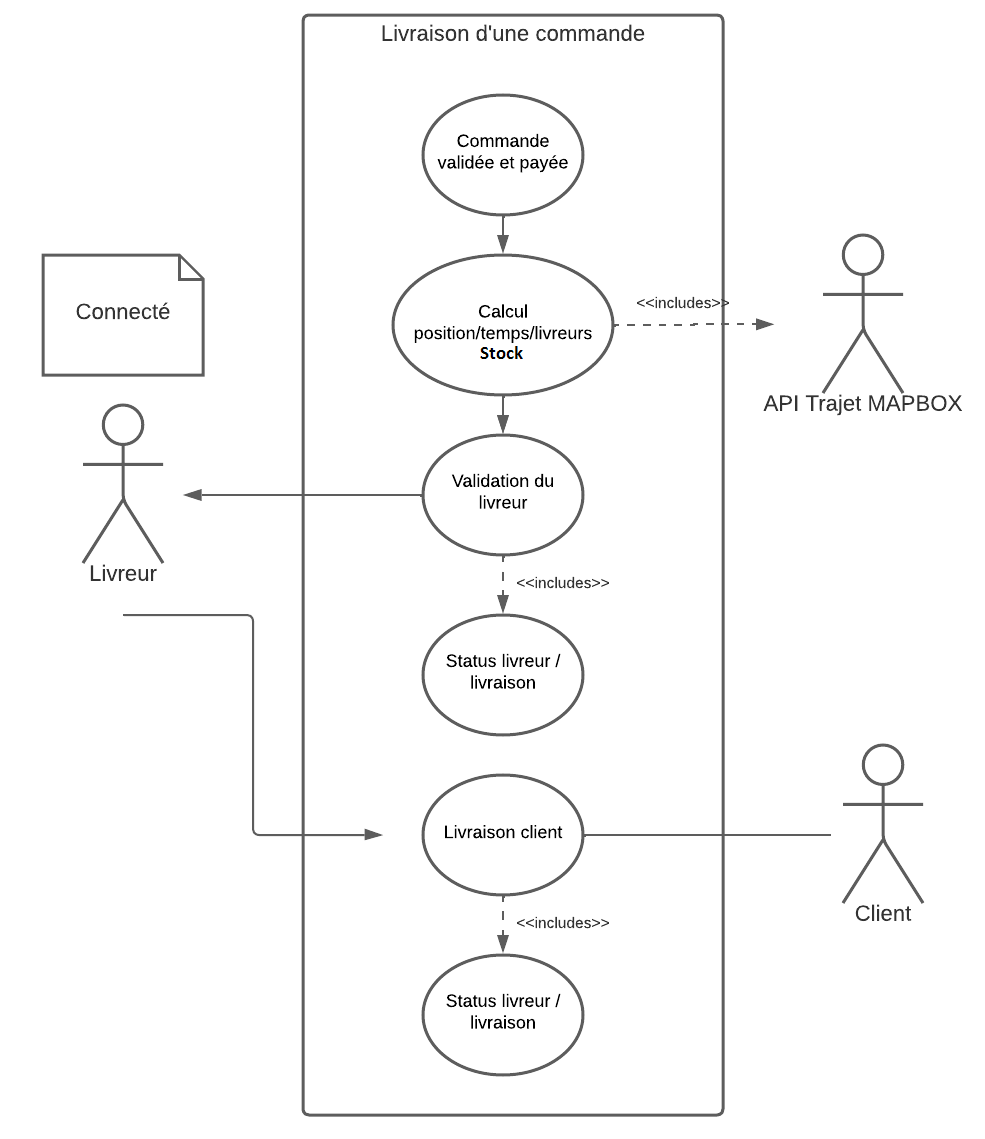 Livraison d'une commande
Commande
validée et payée
Connecté
Calcul
position/temps/livreurs
Stock
<<includes>>
API Trajet MAPBOX
Validation du
livreur
Livreur
<<includes>>
Status livreur /
livraison
Livraison client
Client
<<includes>>
Status livreur /
livraison